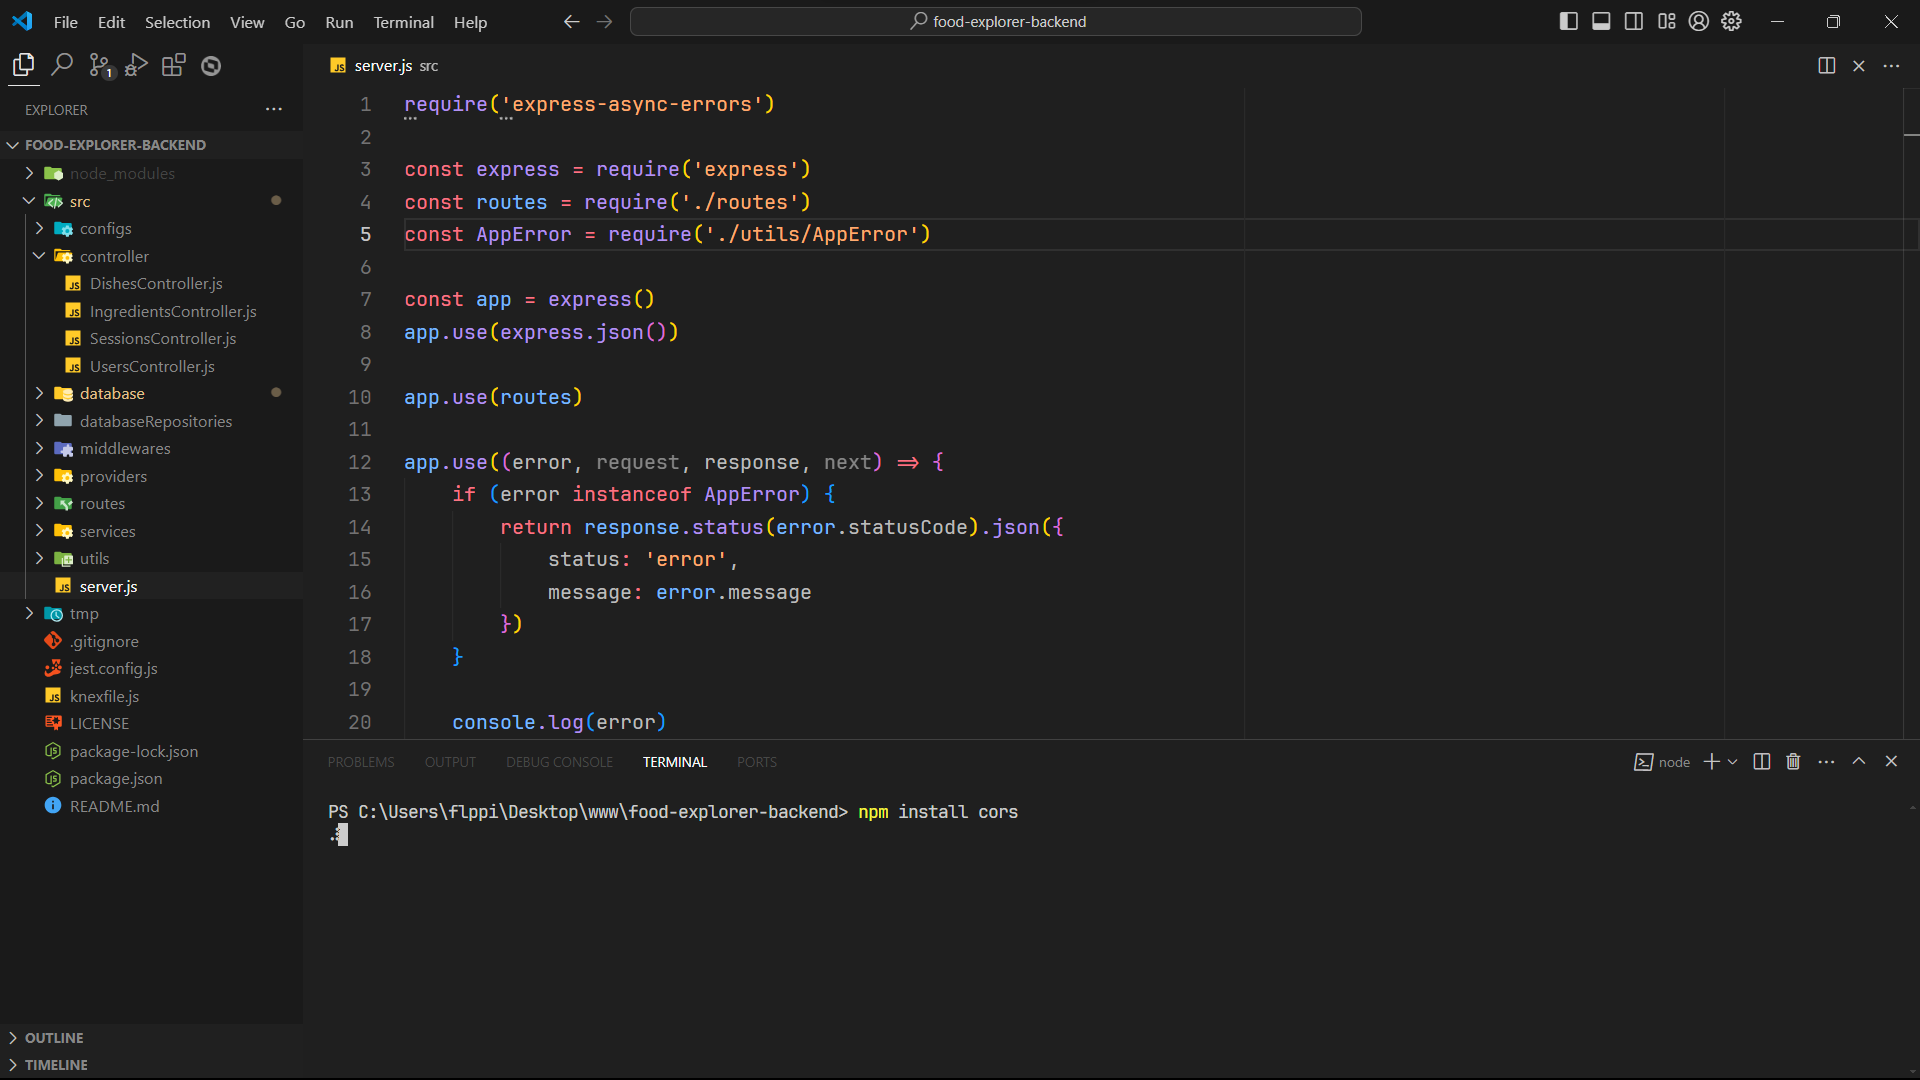 File Edit Selection View Go Run Terminal Help
food-explorer-backend
1
EXPLORER
FOOD-EXPLORER-BACKEND
node_modules
src
configs
controller
DishesController.js
IngredientsController.js
SessionsController.js
UsersController.js
database
databaseRepositories
middlewares
providers
routes
services
utils
server.js
tmp
.gitignore
jest.config.js
knexfile.js
LICENSE
package-lock.json
package.json
README.md
OUTLINE
TIMELINE
server.js src
1 require('express-async-errors')
2
3 const express = require('express')
4 const routes = require('./routes')
5 const AppError = require('./utils/AppError')
6
7 const app = express()
8 app.use(express.json())
9
10 app.use(routes)
11
12 app.use((error, request, response, next) => {
13 if (error instanceof AppError) {
14 return response.status(error.statusCode).json({
15 status: 'error',
16 message: error.message
17 })
18 }
19
20 console.log(error)
PROBLEMS OUTPUT DEBUG CONSOLE TERMINAL PORTS
node
PS C:\Users\flppi\Desktop\www\food-explorer-backend> npm install cors